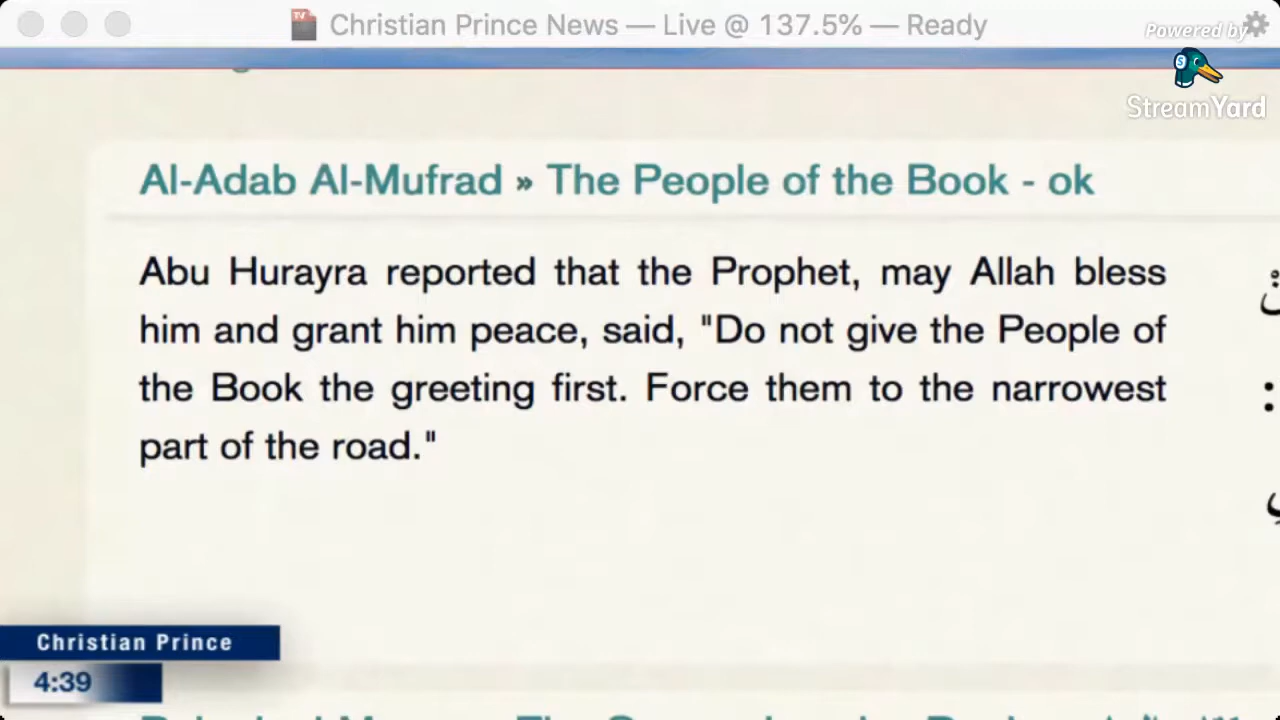 Christian Prince News — Live @ 137.5% — Ready
Powered by
StreamYard
Al-Adab Al-Mufrad » The People of the Book - ok
Abu Hurayra reported that the Prophet, may Allah bless
him and grant him peace, said, "Do not give the People of
the Book the greeting first. Force them to the narrowest
part of the road."
Christian Prince
4:39